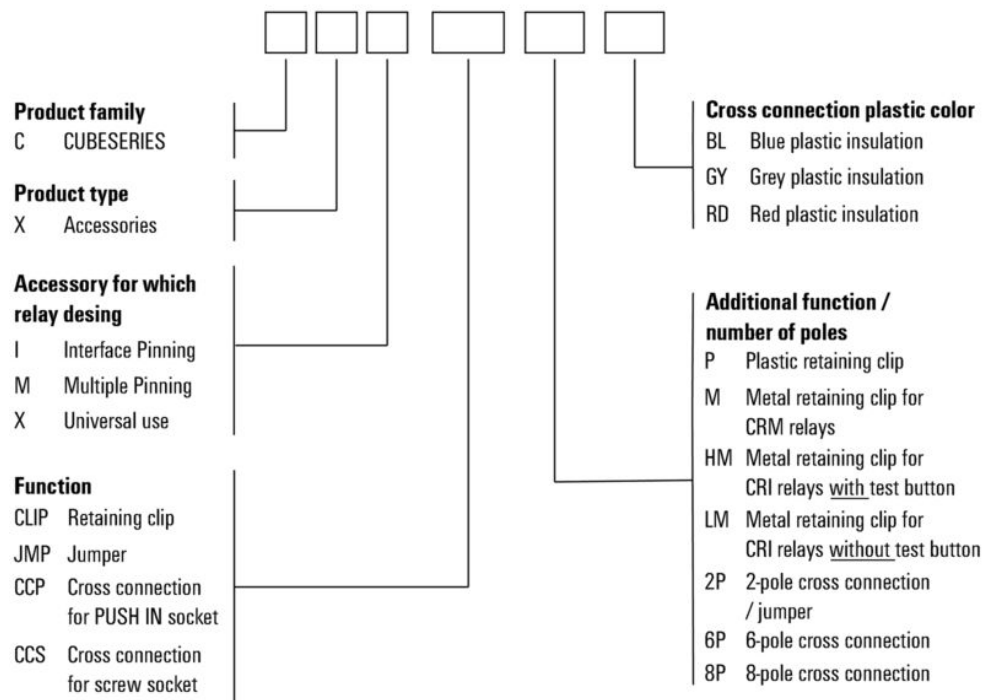 Product family
C CUBESERIES
Product type
X Accessories
Accessory for which
relay desing
I Interface Pinning
M Multiple Pinning
X Universal use
Function
CLIP Retaining clip
JMP Jumper
CCP Cross connection
for PUSH IN socket
CCS Cross connection
for screw socket
Cross connection plastic color
BL Blue plastic insulation
GY Grey plastic insulation
RD Red plastic insulation
Additional function /
number of poles
P Plastic retaining clip
M Metal retaining clip for
CRM relays
HM Metal retaining clip for
CRI relays with test button
LM Metal retaining clip for
CRI relays without test button
2P 2-pole cross connection
/ jumper
6P 6-pole cross connection
8P 8-pole cross connection